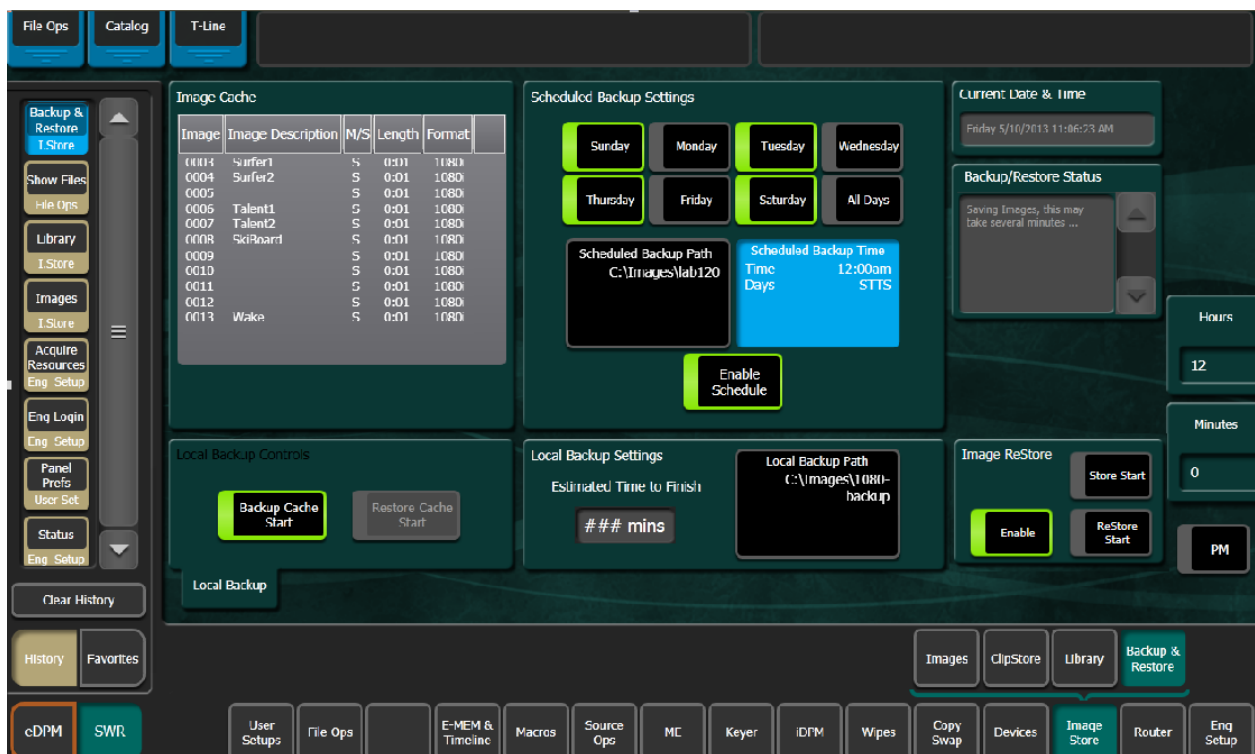 File Ops
Catalog
T-Line
Backup &
Restore
I.Store
Show Files
File Ops
Library
I.Store
Images
I.Store
Acquire
Resources
Eng Setup
Eng Login
Eng Setup
Panel
Prefs
User Set
Status
Eng Setup
Clear History
History
Favorites
Image Cache
Image Image Description M/S Length Format
0003 Surfer1 S 0:01 1080i
0004 Surfer2 S 0:01 1080i
0005 S 0:01 1080i
0006 Talent1 S 0:01 1080i
0007 Talent2 S 0:01 1080i
0008 SkiBoard S 0:01 1080i
0009 S 0:01 1080i
0010 S 0:01 1080i
0011 S 0:01 1080i
0012 S 0:01 1080i
0013 Wake S 0:01 1080i
Scheduled Backup Settings
Sunday
Monday
Tuesday
Wednesday
Thursday
Friday
Saturday
All Days
Scheduled Backup Path
C:\Images\lab120
Scheduled Backup Time
Time 12:00am
Days STTS
Enable
Schedule
Current Date & Time
Friday 5/10/2013 11:06:23 AM
Backup/Restore Status
Saving Images, this may
take several minutes ...
Hours
12
Minutes
0
PM
Local Backup Controls
Backup Cache
Start
Restore Cache
Start
Local Backup
Local Backup Settings
Estimated Time to Finish
### mins
Local Backup Path
C:\Images\1080-
backup
Image ReStore
Store Start
Enable
ReStore
Start
Images
ClipStore
Library
Backup &
Restore
eDPM
SWR
User
Setups
File Ops
E-MEM &
Timeline
Macros
Source
Ops
ME
Keyer
iDPM
Wipes
Copy
Swap
Devices
Image
Store
Router
Eng
Setup